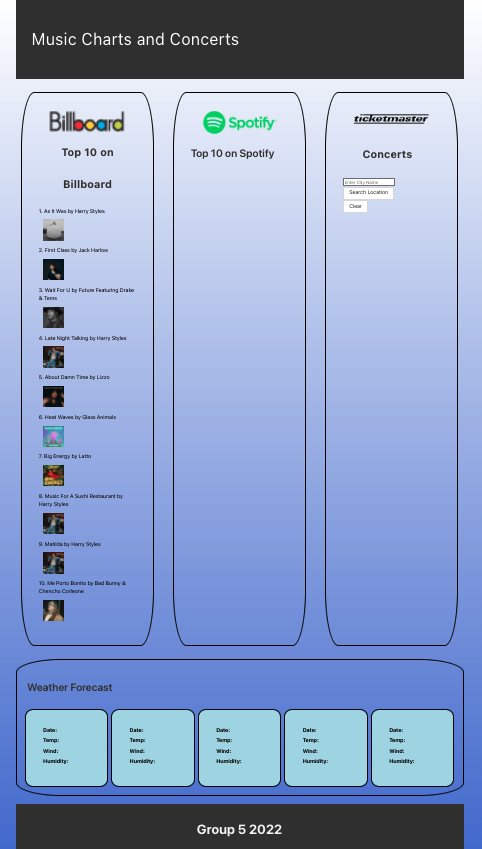 Music Charts and Concerts
Billboard
Top 10 on
Billboard
1. As It Was by Harry Styles
2. First Class by Jack Harlow
3. Wait For U by Future Featuring Drake
& Tems
4. Late Night Talking by Harry Styles
5. About Damn Time by Lizzo
6. Heat Waves by Glass Animals
7. Big Energy by Latto
8. Music For A Sushi Restaurant by
Harry Styles
9. Matilda by Harry Styles
10. Me Porto Bonito by Bad Bunny &
Chencho Corleone
Spotify
Top 10 on Spotify
ticketmaster
Concerts
Enter City Name
Search Location
Clear
Weather Forecast
Date:
Temp:
Wind:
Humidity:
Date:
Temp:
Wind:
Humidity:
Date:
Temp:
Wind:
Humidity:
Date:
Temp:
Wind:
Humidity:
Date:
Temp:
Wind:
Humidity:
Group 5 2022